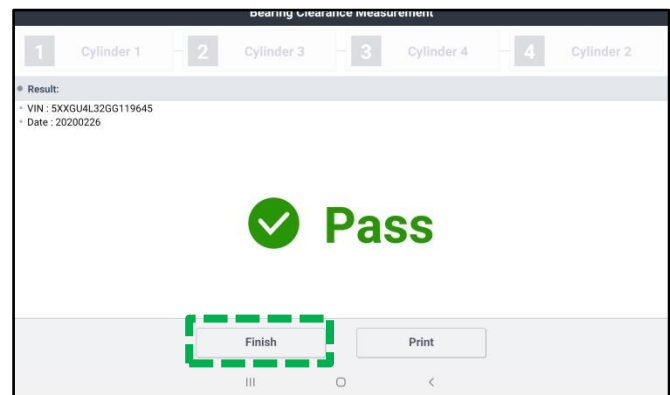 Bearing Clearance Measurement
1 Cylinder 1 2 Cylinder 3 3 Cylinder 4 4 Cylinder 2
Result:
VIN : 5XXGU4L32GG119645
Date : 20200226
Pass
Finish Print